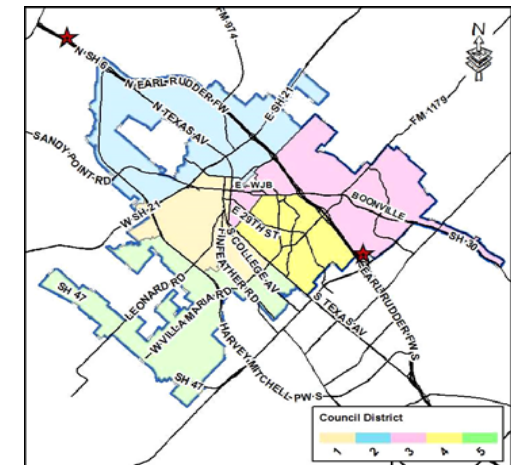 FM-974
N
N SH 6
N EARL RUDDER FW
E SH-21
N TEXAS AV
FM-1179
SANDY POINT RD
E WJB
BOONVILLE
W SH-21
E 29TH ST
SH-30
S COLLEGE AV
FINFEATHER RD
SH 47
LEONARD RD
W VILLA MARIA RD
S TEXAS AV
EARL RUDDER FW S
HARVEY MITCHELL PW S
SH 47
Council District
1 2 3 4 5